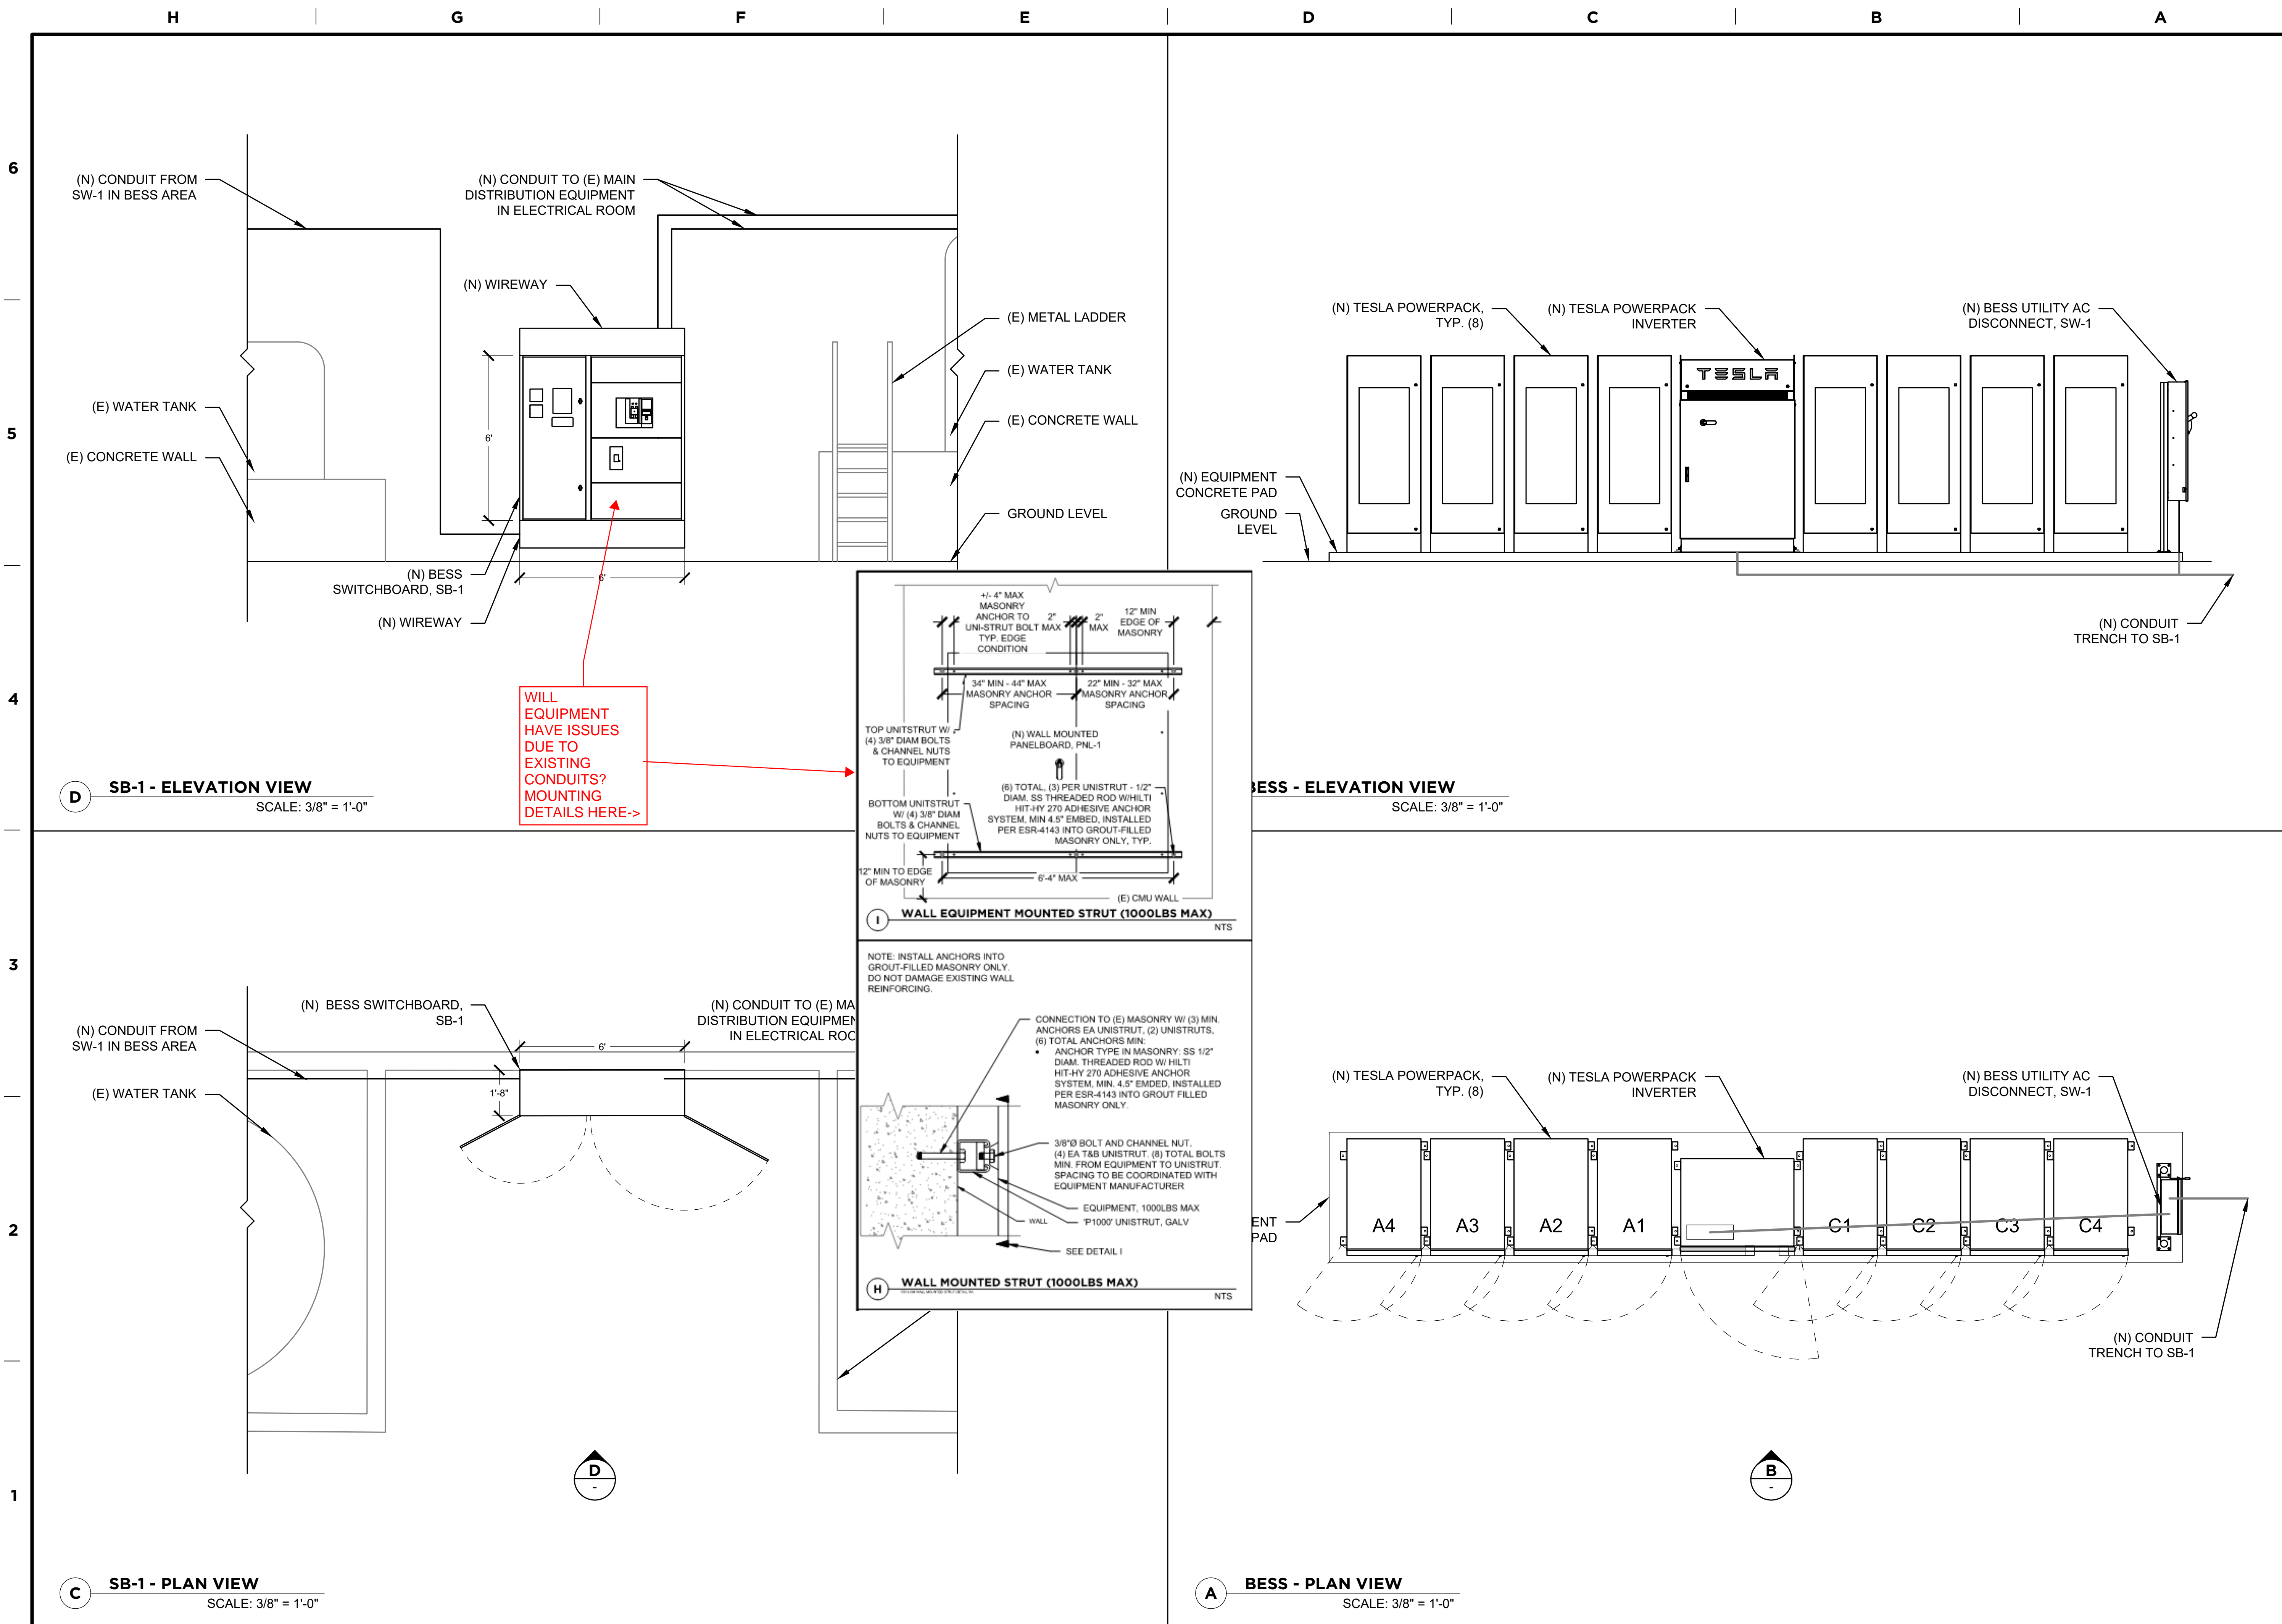 H
G
F
E
D
C
B
A
6
5
4
3
2
1
(N) CONDUIT FROM
SW-1 IN BESS AREA
(N) CONDUIT TO (E) MAIN
DISTRIBUTION EQUIPMENT
IN ELECTRICAL ROOM
(N) WIREWAY
(E) METAL LADDER
(E) WATER TANK
(E) CONCRETE WALL
GROUND LEVEL
(E) WATER TANK
(E) CONCRETE WALL
6'
6'
(N) BESS
SWITCHBOARD, SB-1
(N) WIREWAY
WILL
EQUIPMENT
HAVE ISSUES
DUE TO
EXISTING
CONDUITS?
MOUNTING
DETAILS HERE->
D
SB-1 - ELEVATION VIEW
SCALE: 3/8" = 1'-0"
(N) TESLA POWERPACK,
TYP. (8)
(N) TESLA POWERPACK
INVERTER
(N) BESS UTILITY AC
DISCONNECT, SW-1
TESLA
(N) EQUIPMENT
CONCRETE PAD
GROUND
LEVEL
(N) CONDUIT
TRENCH TO SB-1
BESS - ELEVATION VIEW
SCALE: 3/8" = 1'-0"
+/- 4" MAX
MASONRY
ANCHOR TO
UNI-STRUT BOLT
TYP. EDGE
CONDITION
2"
MAX
2"
MAX
12" MIN
EDGE OF
MASONRY
34" MIN - 44" MAX
MASONRY ANCHOR
SPACING
22" MIN - 32" MAX
MASONRY ANCHOR
SPACING
TOP UNITSTRUT W/
(4) 3/8" DIAM BOLTS
& CHANNEL NUTS
TO EQUIPMENT
(N) WALL MOUNTED
PANELBOARD, PNL-1
(6) TOTAL, (3) PER UNISTRUT - 1/2"
DIAM. SS THREADED ROD W/HILTI
HIT-HY 270 ADHESIVE ANCHOR
SYSTEM, MIN 4.5" EMBED, INSTALLED
PER ESR-4143 INTO GROUT-FILLED
MASONRY ONLY, TYP.
BOTTOM UNITSTRUT
W/ (4) 3/8" DIAM
BOLTS & CHANNEL
NUTS TO EQUIPMENT
12" MIN TO EDGE
OF MASONRY
6'-4" MAX
(E) CMU WALL
I
WALL EQUIPMENT MOUNTED STRUT (1000LBS MAX)
NTS
NOTE: INSTALL ANCHORS INTO
GROUT-FILLED MASONRY ONLY.
DO NOT DAMAGE EXISTING WALL
REINFORCING.
CONNECTION TO (E) MASONRY W/ (3) MIN.
ANCHORS EA UNISTRUT, (2) UNISTRUTS,
(6) TOTAL ANCHORS MIN:
• ANCHOR TYPE IN MASONRY: SS 1/2"
DIAM. THREADED ROD W/ HILTI
HIT-HY 270 ADHESIVE ANCHOR
SYSTEM, MIN. 4.5" EMDED, INSTALLED
PER ESR-4143 INTO GROUT FILLED
MASONRY ONLY.
3/8"Ø BOLT AND CHANNEL NUT.
(4) EA T&B UNISTRUT. (8) TOTAL BOLTS
MIN. FROM EQUIPMENT TO UNISTRUT.
SPACING TO BE COORDINATED WITH
EQUIPMENT MANUFACTURER
EQUIPMENT, 1000LBS MAX
WALL
'P1000' UNISTRUT, GALV
SEE DETAIL I
H
WALL MOUNTED STRUT (1000LBS MAX)
NTS
(N) BESS SWITCHBOARD,
SB-1
(N) CONDUIT TO (E) MA
DISTRIBUTION EQUIPMEN
IN ELECTRICAL ROO
(N) CONDUIT FROM
SW-1 IN BESS AREA
(E) WATER TANK
6'
1'-8"
D
-
C
SB-1 - PLAN VIEW
SCALE: 3/8" = 1'-0"
(N) TESLA POWERPACK,
TYP. (8)
(N) TESLA POWERPACK
INVERTER
(N) BESS UTILITY AC
DISCONNECT, SW-1
ENT
PAD
A4
A3
A2
A1
C1
C2
C3
C4
(N) CONDUIT
TRENCH TO SB-1
B
-
A
BESS - PLAN VIEW
SCALE: 3/8" = 1'-0"